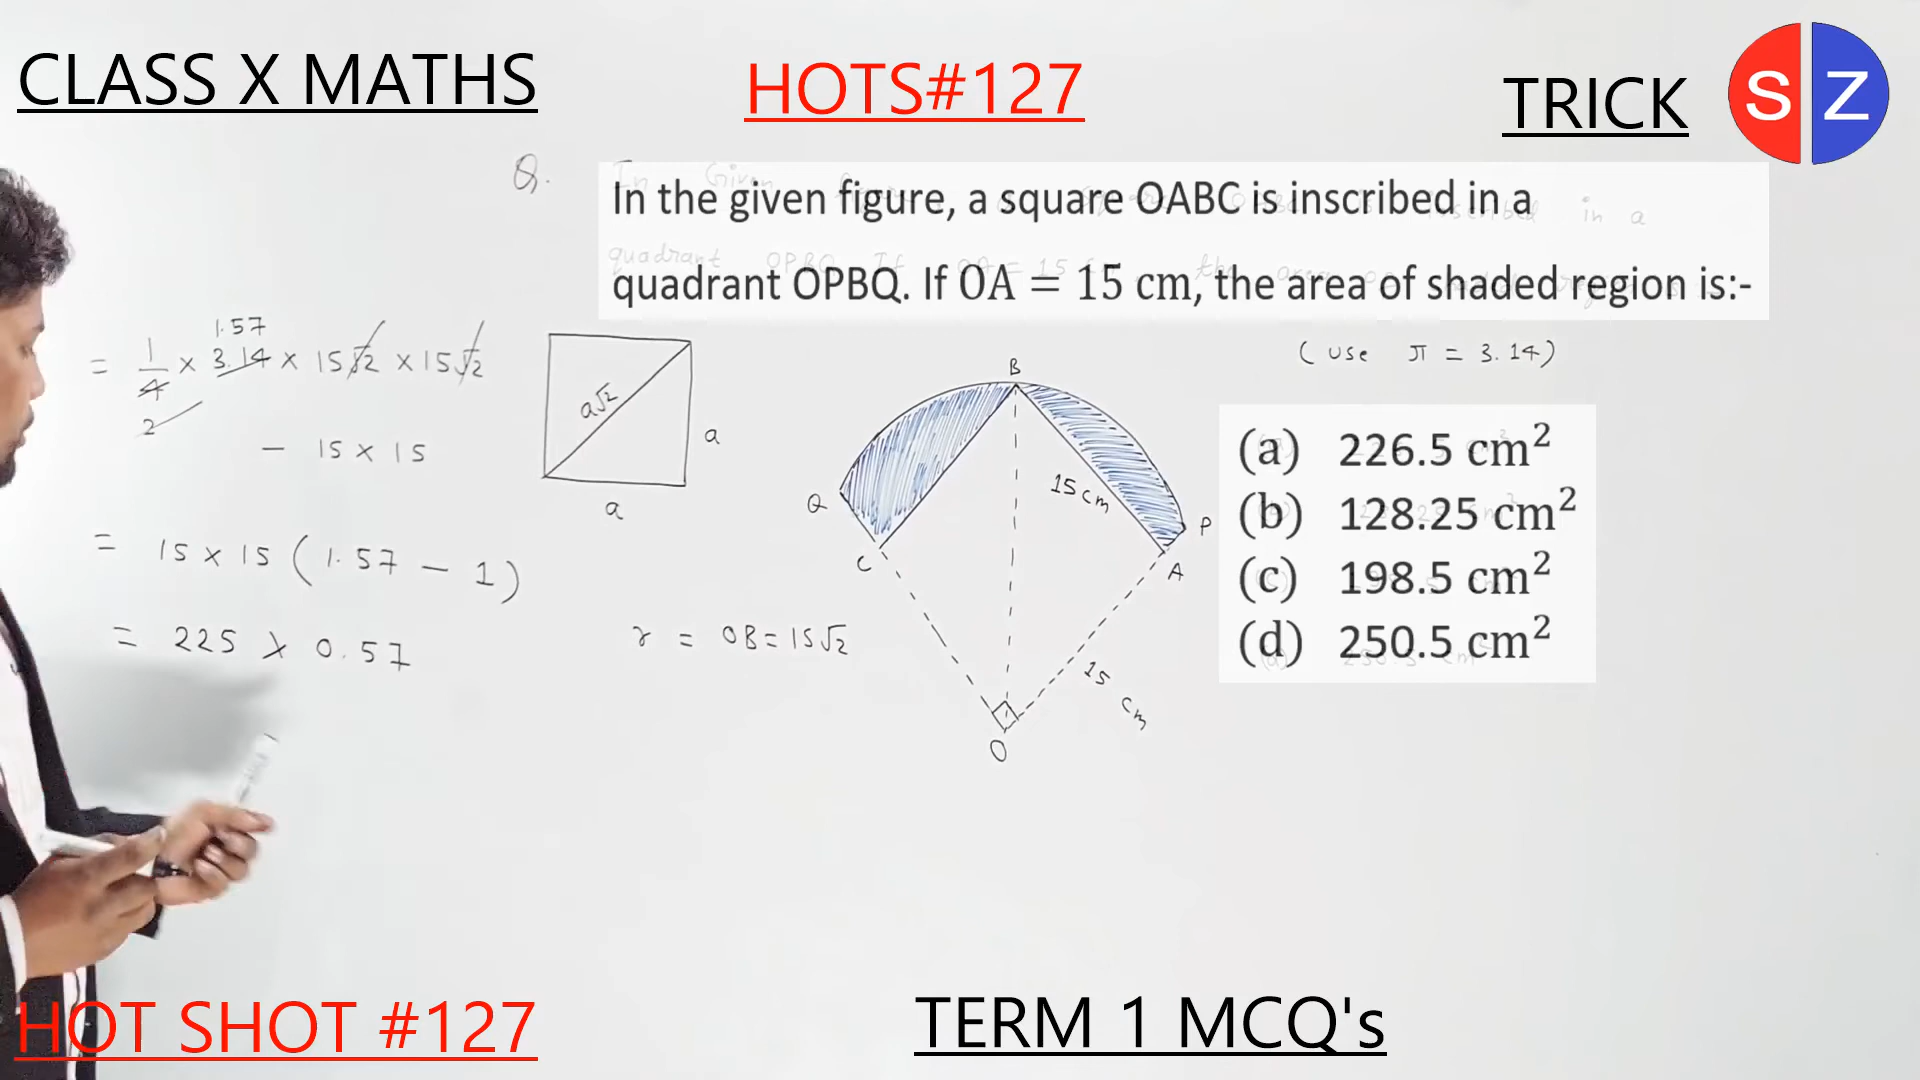 CLASS X MATHS
HOTS#127
TRICK
S Z
Q.
In the given figure, a square OABC is inscribed in a
quadrant OPBQ. If OA = 15 cm, the area of shaded region is:-
( use π = 3.14)
(a) 226.5 cm²
(b) 128.25 cm²
(c) 198.5 cm²
(d) 250.5 cm²
1.57
= 1/4 × 3.14 × 15√2 × 15√2
2
- 15 × 15
= 15 × 15 ( 1.57 - 1 )
= 225 × 0.57
a√2
a
a
r = OB = 15√2
B
Q
C
15 cm
P
A
15 cm
O
HOT SHOT #127
TERM 1 MCQ's